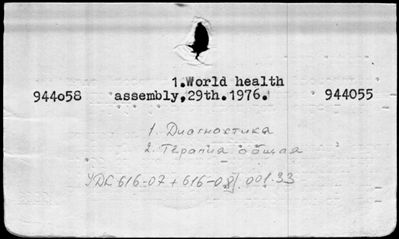 1.World health
944o58 assembly,29th.1976. 944055
1. Диагностика
2. Терапия общая
УДК 616-07+616-08/.001.33